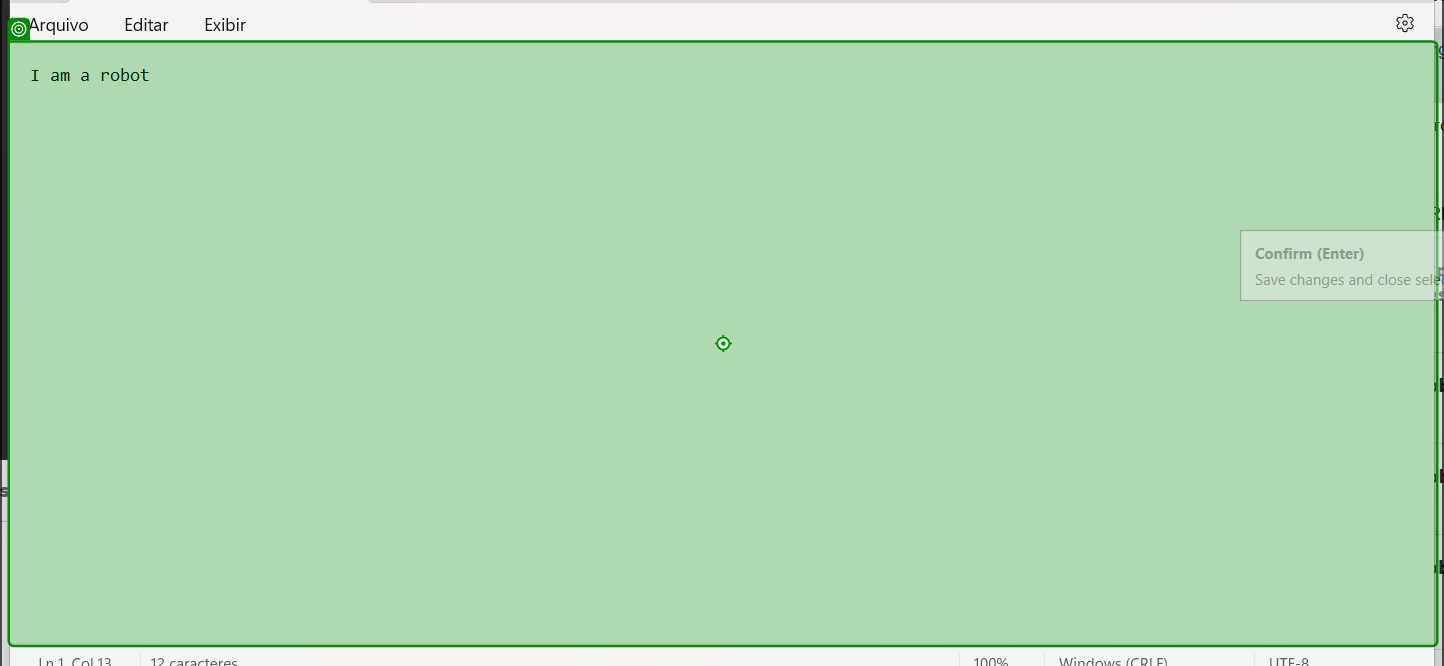 Arquivo Editar Exibir
I am a robot
Confirm (Enter)
Save changes and close sele
Ln 1, Col 13 12 caracteres 100% Windows (CRLF) UTF-8